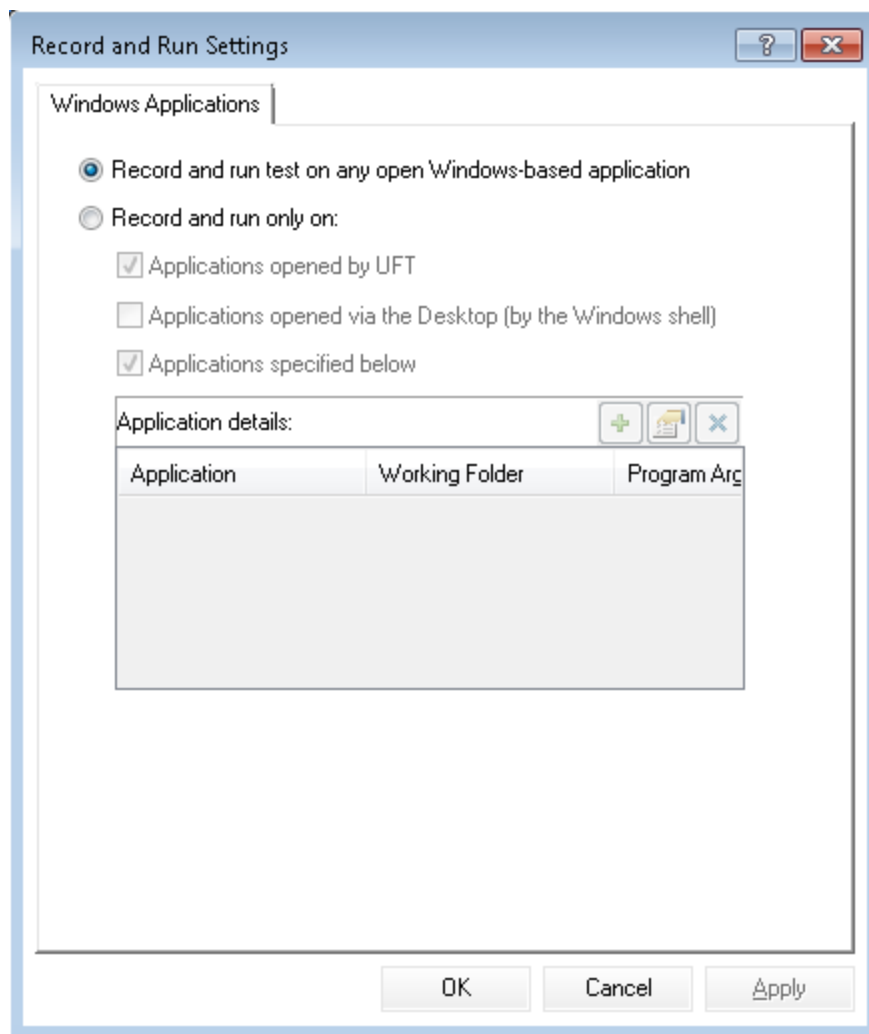 Record and Run Settings
Windows Applications
Record and run test on any open Windows-based application
Record and run only on:
Applications opened by UFT
Applications opened via the Desktop (by the Windows shell)
Applications specified below
Application details:
Application Working Folder Program Arg
OK Cancel Apply